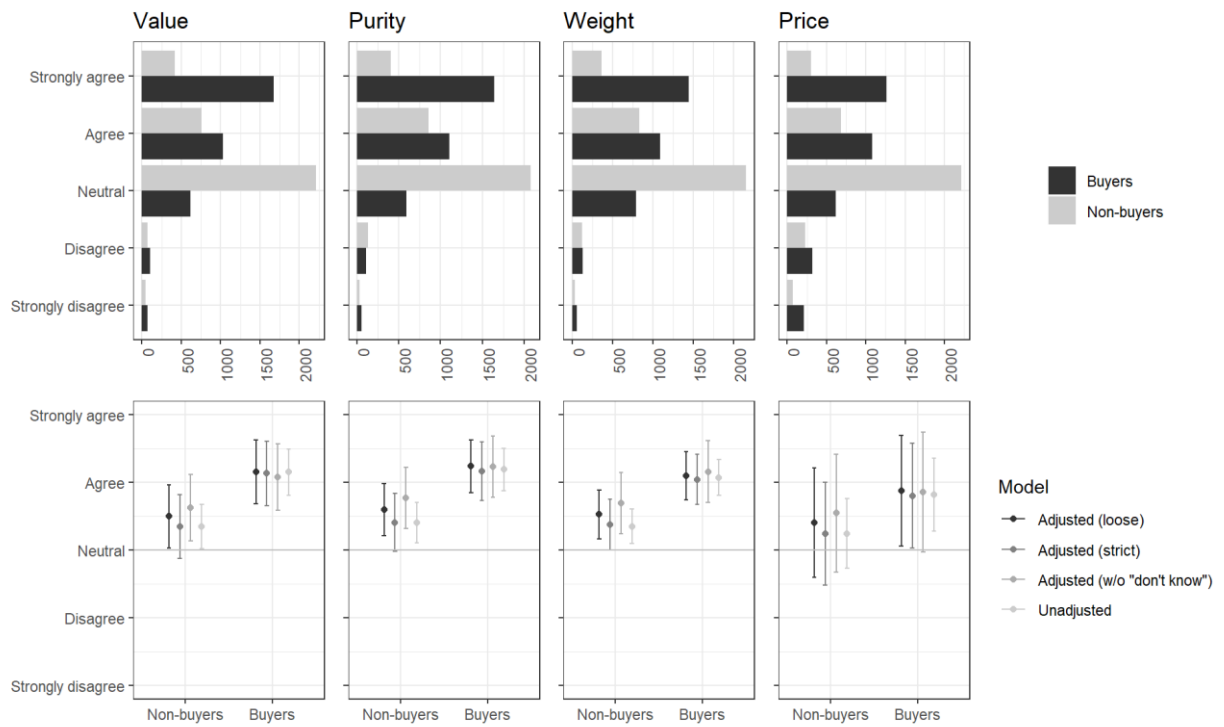 Value
Purity
Weight
Price
Strongly agree
Agree
Neutral
Disagree
Strongly disagree
0
500
1000
1500
2000
0
500
1000
1500
2000
0
500
1000
1500
2000
0
500
1000
1500
2000
Buyers
Non-buyers
Strongly agree
Agree
Neutral
Disagree
Strongly disagree
Non-buyers
Buyers
Non-buyers
Buyers
Non-buyers
Buyers
Non-buyers
Buyers
Model
Adjusted (loose)
Adjusted (strict)
Adjusted (w/o "don't know")
Unadjusted